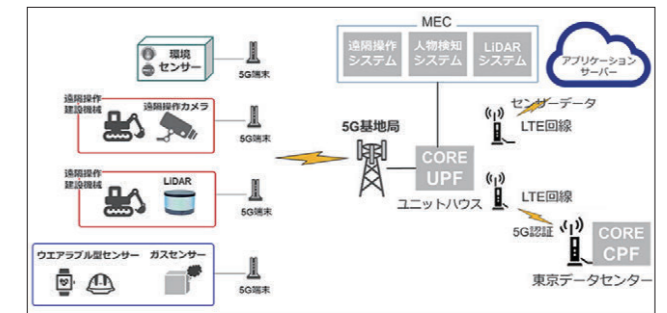 環境
センサー
5G端末
遠隔操作
建設機械
遠隔操作カメラ
5G端末
遠隔操作
建設機械
LiDAR
5G端末
ウエアラブル型センサー
ガスセンサー
5G端末
5G基地局
MEC
遠隔操作
システム
人物検知
システム
LiDAR
システム
アプリケーション
サーバー
センサーデータ
LTE回線
CORE
UPF
ユニットハウス
LTE回線
5G認証
CORE
CPF
東京データセンター